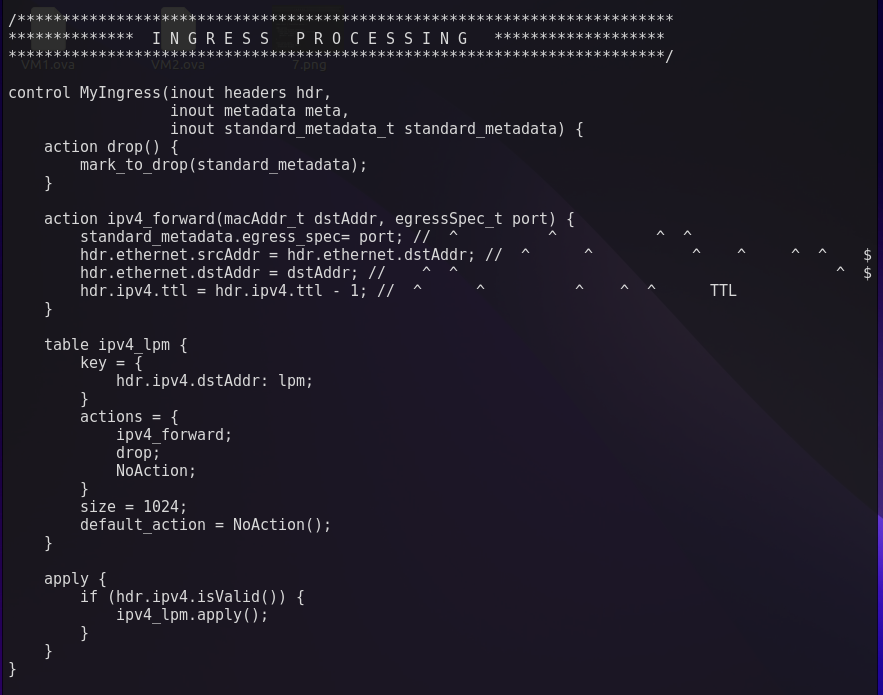 /*************************************************************************
************** I N G R E S S   P R O C E S S I N G   *******************
*************************************************************************/
VM1.ova VM2.ova 7.png
control MyIngress(inout headers hdr,
                  inout metadata meta,
                  inout standard_metadata_t standard_metadata) {
    action drop() {
        mark_to_drop(standard_metadata);
    }
    action ipv4_forward(macAddr_t dstAddr, egressSpec_t port) {
        standard_metadata.egress_spec= port; //  ^          ^           ^  ^
        hdr.ethernet.srcAddr = hdr.ethernet.dstAddr; //  ^      ^           ^    ^     ^  ^    $
        hdr.ethernet.dstAddr = dstAddr; //    ^  ^                                          ^  $
        hdr.ipv4.ttl = hdr.ipv4.ttl - 1; //  ^      ^          ^    ^  ^      TTL
    }
    table ipv4_lpm {
        key = {
            hdr.ipv4.dstAddr: lpm;
        }
        actions = {
            ipv4_forward;
            drop;
            NoAction;
        }
        size = 1024;
        default_action = NoAction();
    }
    apply {
        if (hdr.ipv4.isValid()) {
            ipv4_lpm.apply();
        }
    }
}